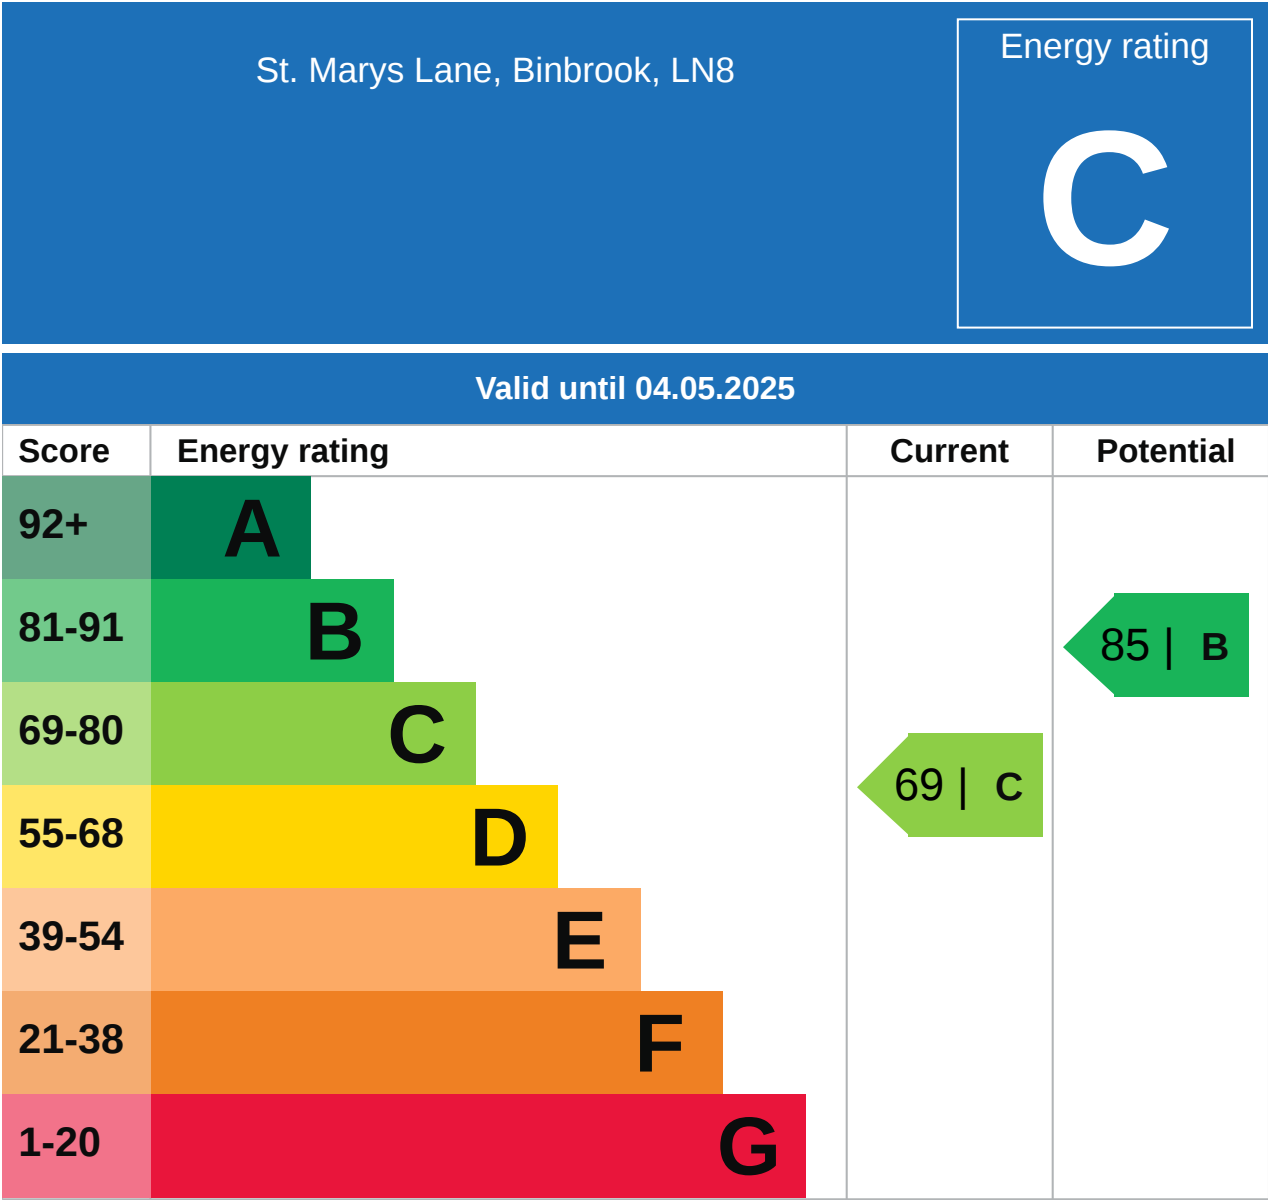 St. Marys Lane, Binbrook, LN8
Energy rating
C
Valid until 04.05.2025
Score Energy rating Current Potential
92+ A
81-91 B
85 | B
69-80 C
69 | C
55-68 D
39-54 E
21-38 F
1-20 G